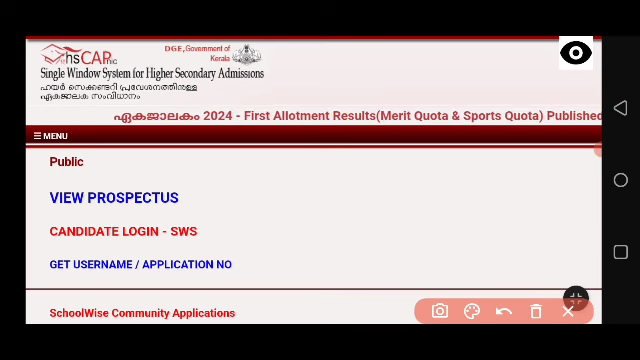 hsCAP nic
DGE, Government of
Kerala
Single Window System for Higher Secondary Admissions
ഹയർ സെക്കണ്ടറി പ്രവേശനത്തിനുള്ള
ഏകജാലക സംവിധാനം
ഏകജാലകം 2024 - First Allotment Results(Merit Quota & Sports Quota) Published
☰ MENU
Public
VIEW PROSPECTUS
CANDIDATE LOGIN - SWS
GET USERNAME / APPLICATION NO
SchoolWise Community Applications